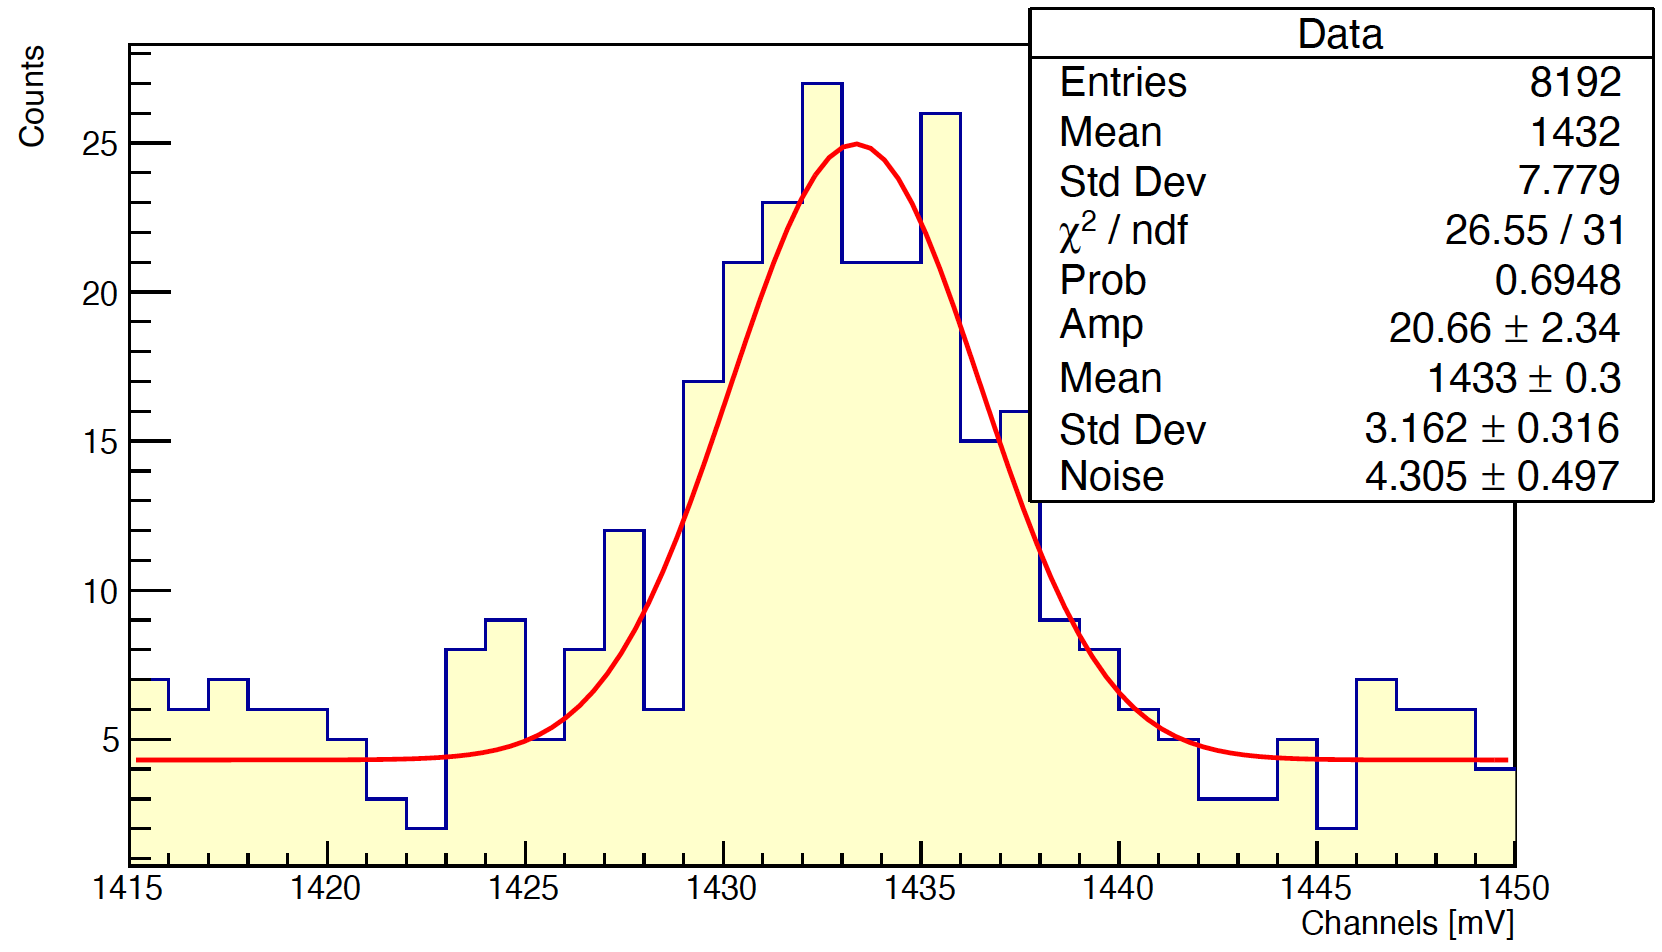 Counts
Data
Entries 8192
Mean 1432
Std Dev 7.779
χ² / ndf 26.55 / 31
Prob 0.6948
Amp 20.66 ± 2.34
Mean 1433 ± 0.3
Std Dev 3.162 ± 0.316
Noise 4.305 ± 0.497
25
20
15
10
5
1415 1420 1425 1430 1435 1440 1445 1450
Channels [mV]